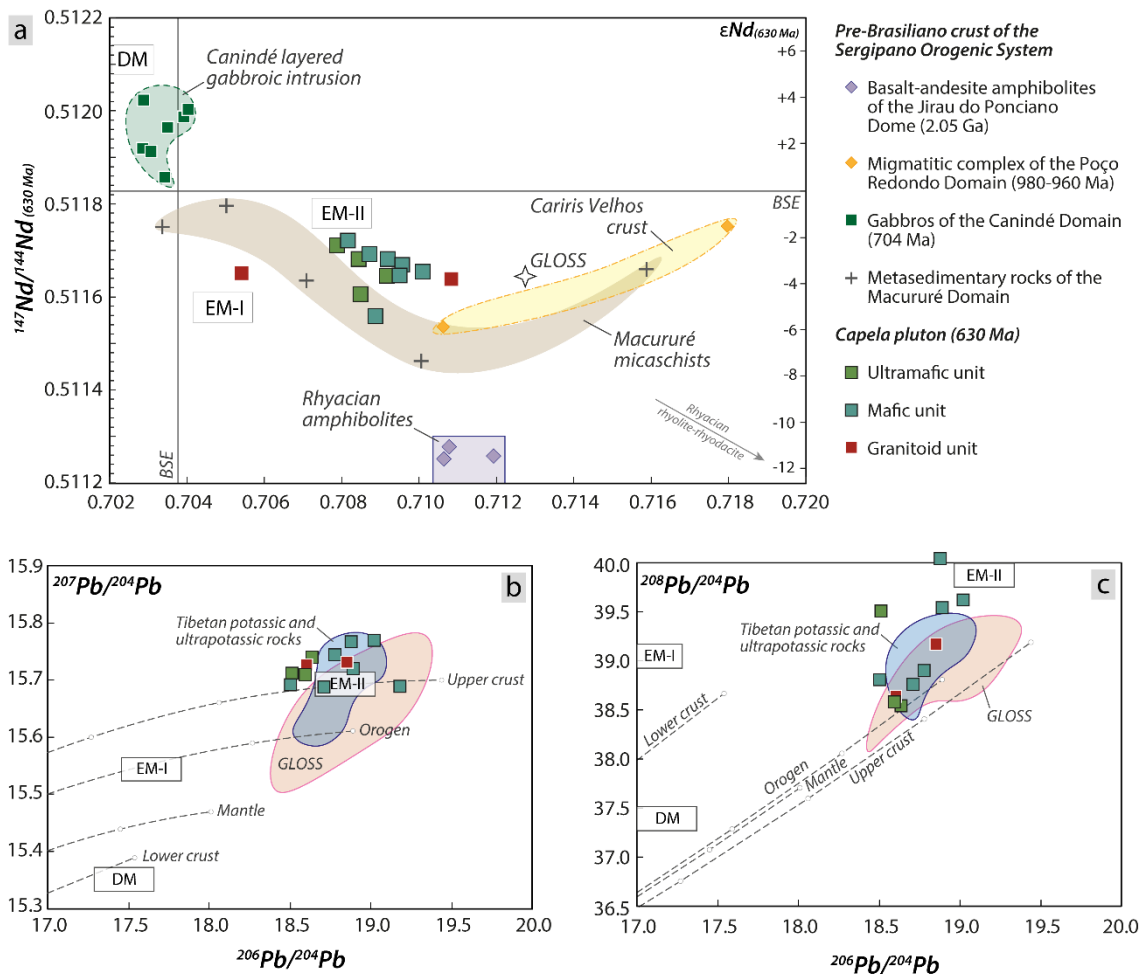 a
0.5122
0.5120
0.5118
0.5116
0.5114
0.5112
¹⁴⁷Nd/¹⁴⁴Nd (630 Ma)
DM
Canindé layered
gabbroic intrusion
εNd(630 Ma)
+6
+4
+2
BSE
-2
-4
-6
-8
-10
-12
EM-II
EM-I
Cariris Velhos
crust
GLOSS
Macururé
micaschists
Rhyacian
amphibolites
Rhyacian
rhyolite-rhyodacite
BSE
0.702
0.704
0.706
0.708
0.710
0.712
0.714
0.716
0.718
0.720
Pre-Brasiliano crust of the
Sergipano Orogenic System
Basalt-andesite amphibolites
of the Jirau do Ponciano
Dome (2.05 Ga)
Migmatitic complex of the Poço
Redondo Domain (980-960 Ma)
Gabbros of the Canindé Domain
(704 Ma)
Metasedimentary rocks of the
Macururé Domain
Capela pluton (630 Ma)
Ultramafic unit
Mafic unit
Granitoid unit
b
²⁰⁷Pb/²⁰⁴Pb
15.9
15.8
15.7
15.6
15.5
15.4
15.3
Tibetan potassic and
ultrapotassic rocks
EM-II
Upper crust
Orogen
GLOSS
EM-I
Mantle
Lower crust
DM
17.0
17.5
18.0
18.5
19.0
19.5
20.0
²⁰⁶Pb/²⁰⁴Pb
c
²⁰⁸Pb/²⁰⁴Pb
40.0
39.5
39.0
38.5
38.0
37.5
37.0
36.5
EM-II
Tibetan potassic and
ultrapotassic rocks
EM-I
Lower crust
GLOSS
Orogen
Mantle
Upper crust
DM
17.0
17.5
18.0
18.5
19.0
19.5
20.0
²⁰⁶Pb/²⁰⁴Pb